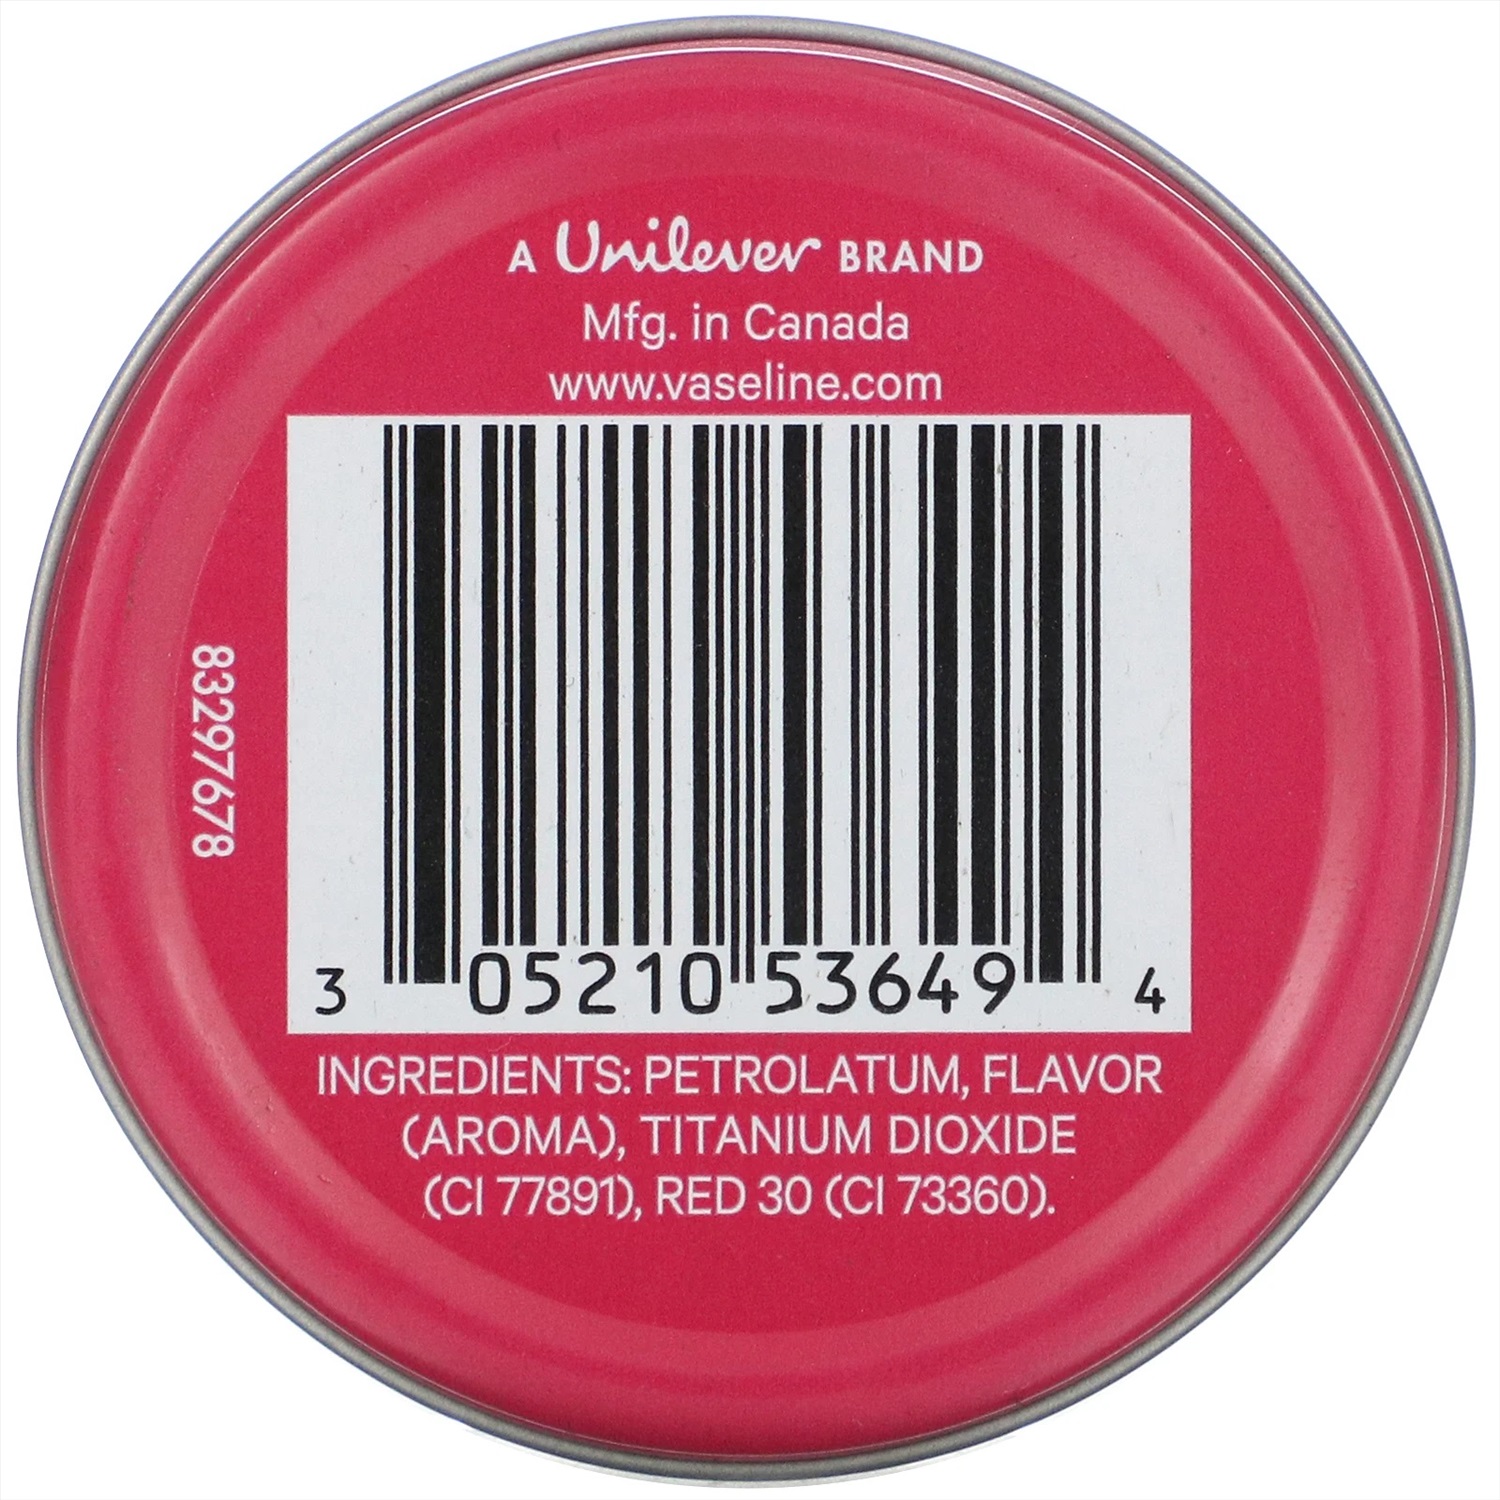 A Unilever BRAND
Mfg. in Canada
www.vaseline.com
8329678
3 05210 53649 4
INGREDIENTS: PETROLATUM, FLAVOR
(AROMA), TITANIUM DIOXIDE
(CI 77891), RED 30 (CI 73360).